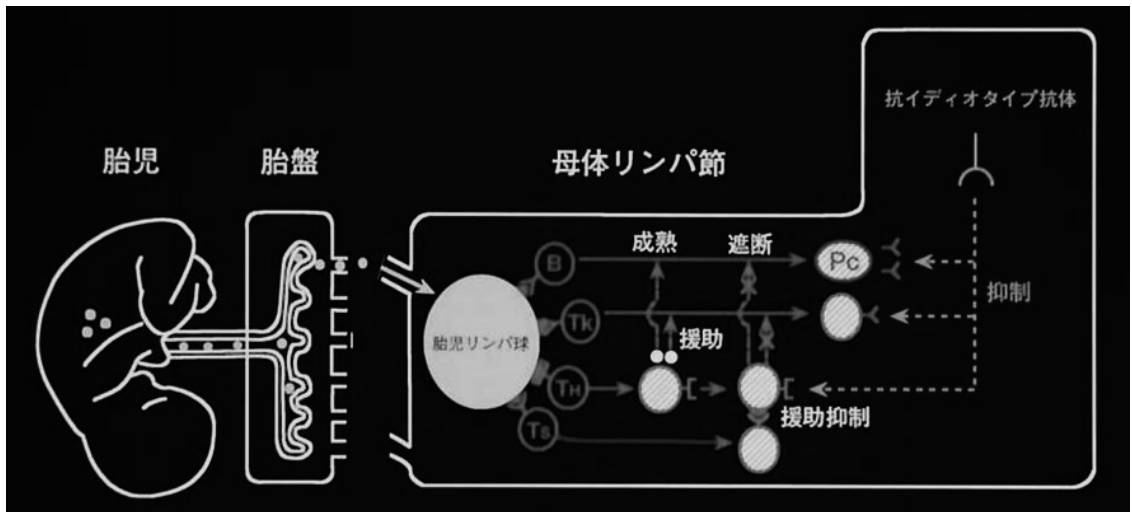 抗イディオタイプ抗体
胎児
胎盤
母体リンパ節
成熟
遮断
B
Pc
抑制
Tk
胎児リンパ球
援助
TH
援助抑制
Ts